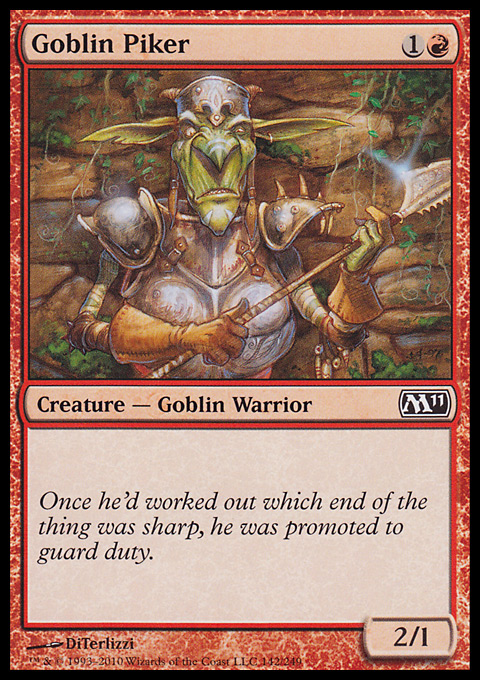 Goblin Piker 1
Creature — Goblin Warrior M11
Once he'd worked out which end of the
thing was sharp, he was promoted to
guard duty.
DiTerlizzi
2/1
™ & © 1993–2010 Wizards of the Coast LLC 142/249